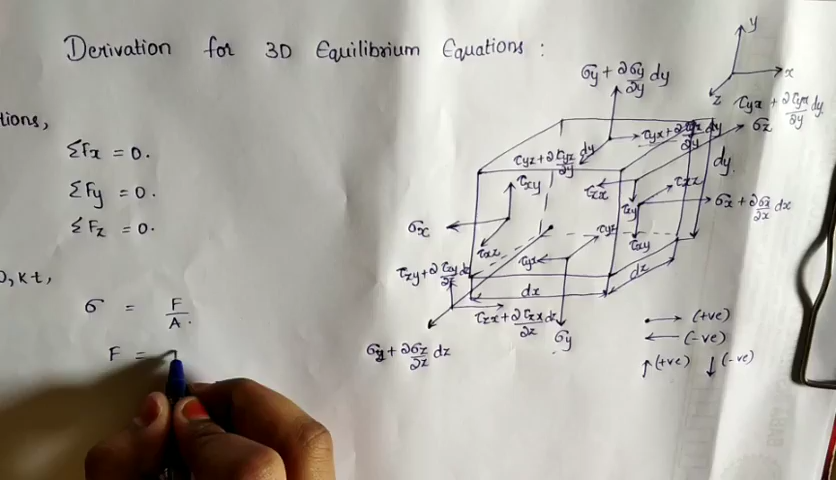 Derivation for 3D Equilibrium Equations :
tions,
ΣFx = 0.
ΣFy = 0.
ΣFz = 0.
0, K.t,
σ = F/A.
F =
y
x
z
σy + ∂σy/∂y dy
τyx + ∂τyx/∂y dy
τyx + ∂τyx/∂y dy
σz
τyz + ∂τyz/∂y dy
dy
τxy
τzx
τxz
σx
τzy
σx + ∂σx/∂x dx
τxz
τyz
τxy
τyx
τzy + ∂τzy/∂z dz
dz
dx
τzx + ∂τzx/∂z dz
σy
(+ve)
(-ve)
σy + ∂σz/∂z dz
(+ve)
(-ve)